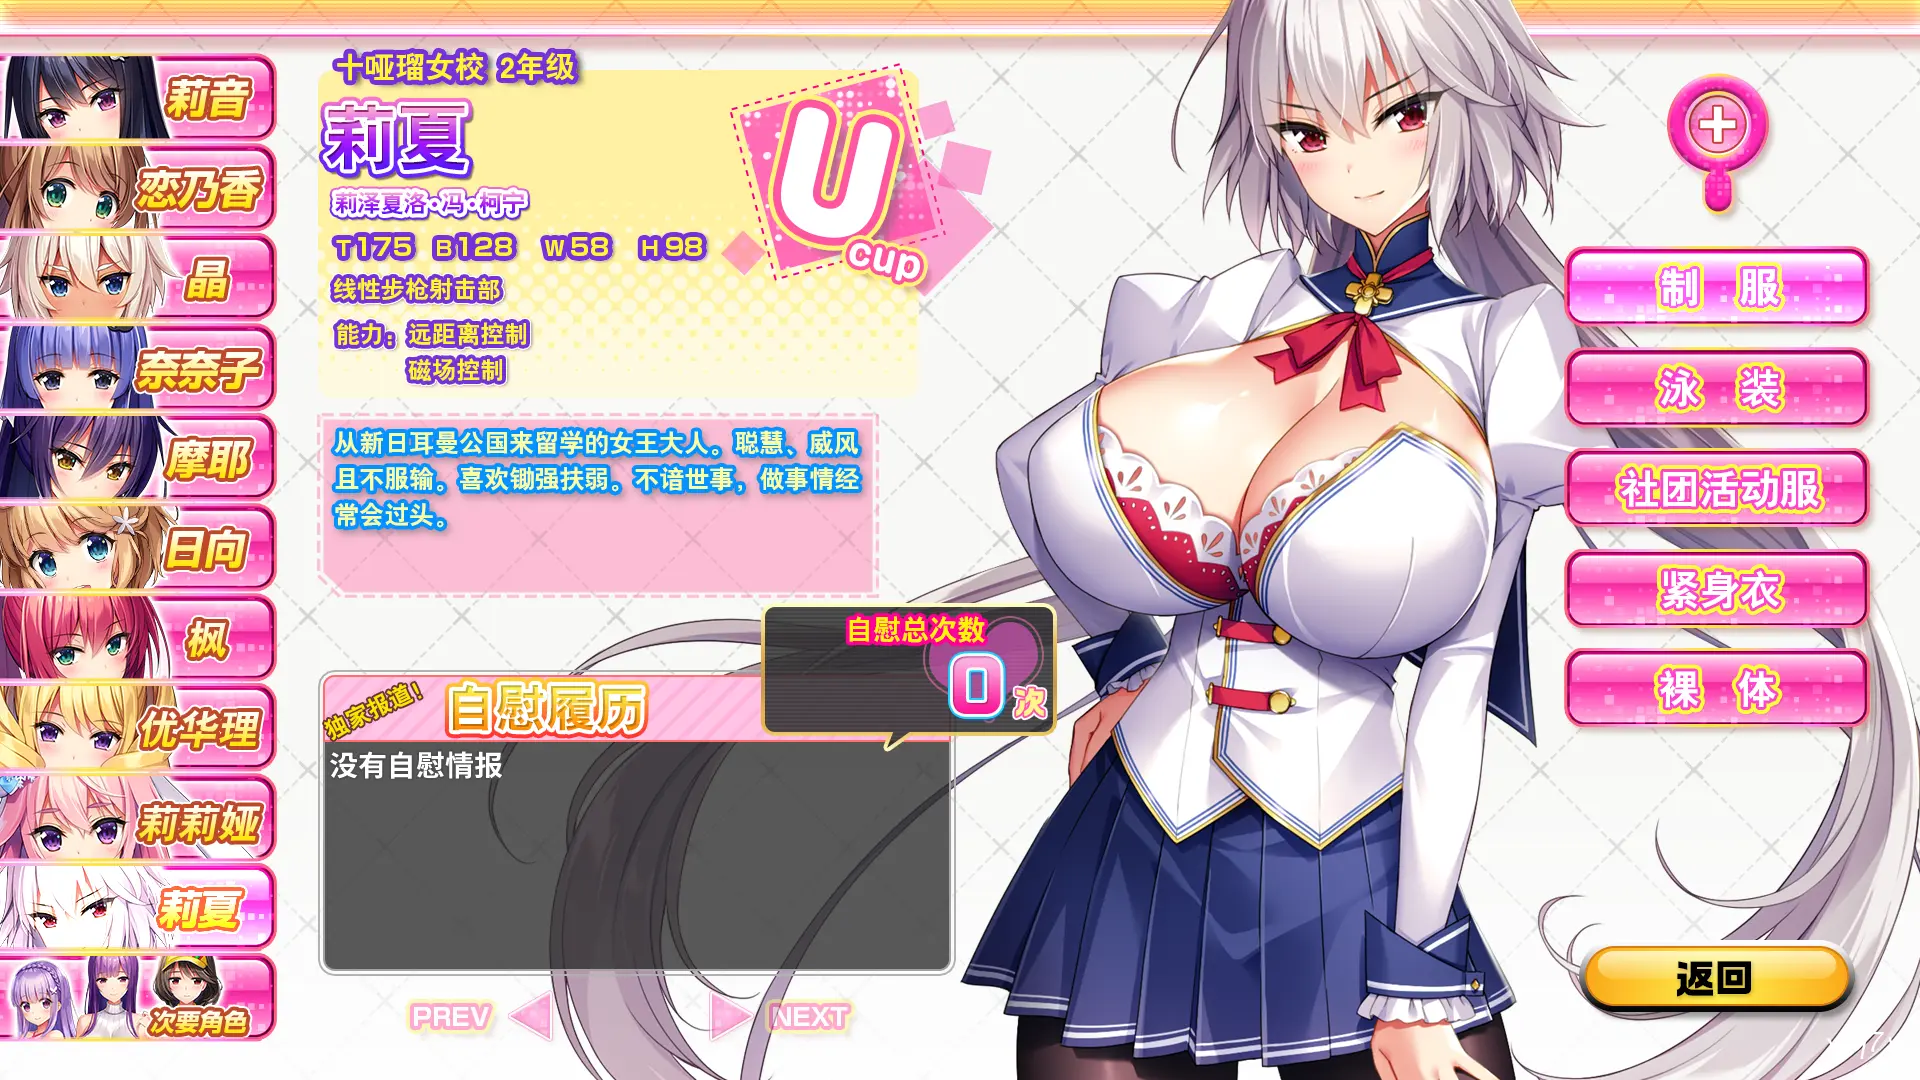 莉音
恋乃香
晶
奈奈子
摩耶
日向
枫
优华理
莉莉娅
莉夏
次要角色
十哑瑠女校 2年级
莉夏
莉泽夏洛·冯·柯宁
T175 B128 W58 H98
线性步枪射击部
能力：远距离控制
磁场控制
U
cup
从新日耳曼公国来留学的女王大人。聪慧、威风
且不服输。喜欢锄强扶弱。不谙世事，做事情经
常会过头。
自慰总次数
0次
独家报道！
自慰履历
没有自慰情报
PREV
NEXT
制 服
泳 装
社团活动服
紧身衣
裸 体
返回